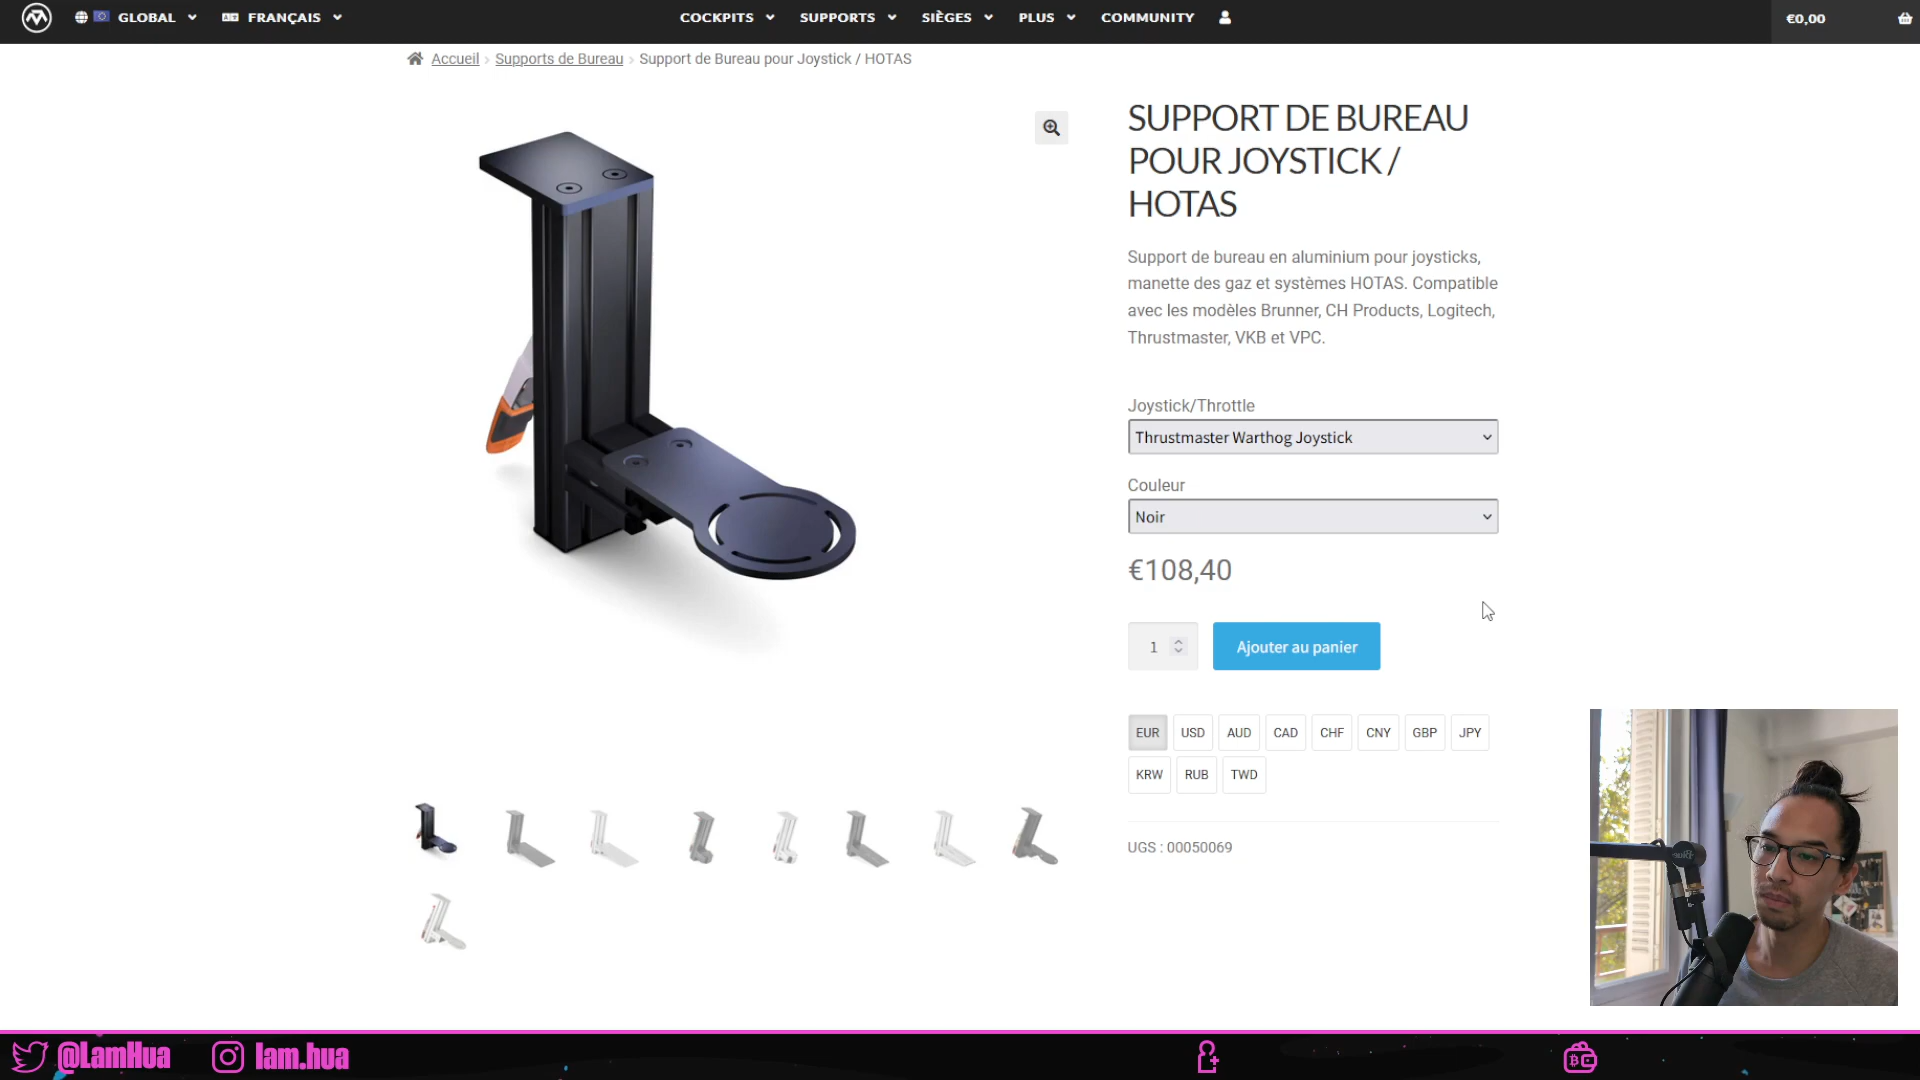 GLOBAL
FRANÇAIS
COCKPITS
SUPPORTS
SIÈGES
PLUS
COMMUNITY
€0,00
Accueil › Supports de Bureau › Support de Bureau pour Joystick / HOTAS
SUPPORT DE BUREAU
POUR JOYSTICK /
HOTAS
Support de bureau en aluminium pour joysticks,
manette des gaz et systèmes HOTAS. Compatible
avec les modèles Brunner, CH Products, Logitech,
Thrustmaster, VKB et VPC.
Joystick/Throttle
Thrustmaster Warthog Joystick
Couleur
Noir
€108,40
1
Ajouter au panier
EUR USD AUD CAD CHF CNY GBP JPY
KRW RUB TWD
UGS : 00050069
Blue
@LamHua
lam.hua